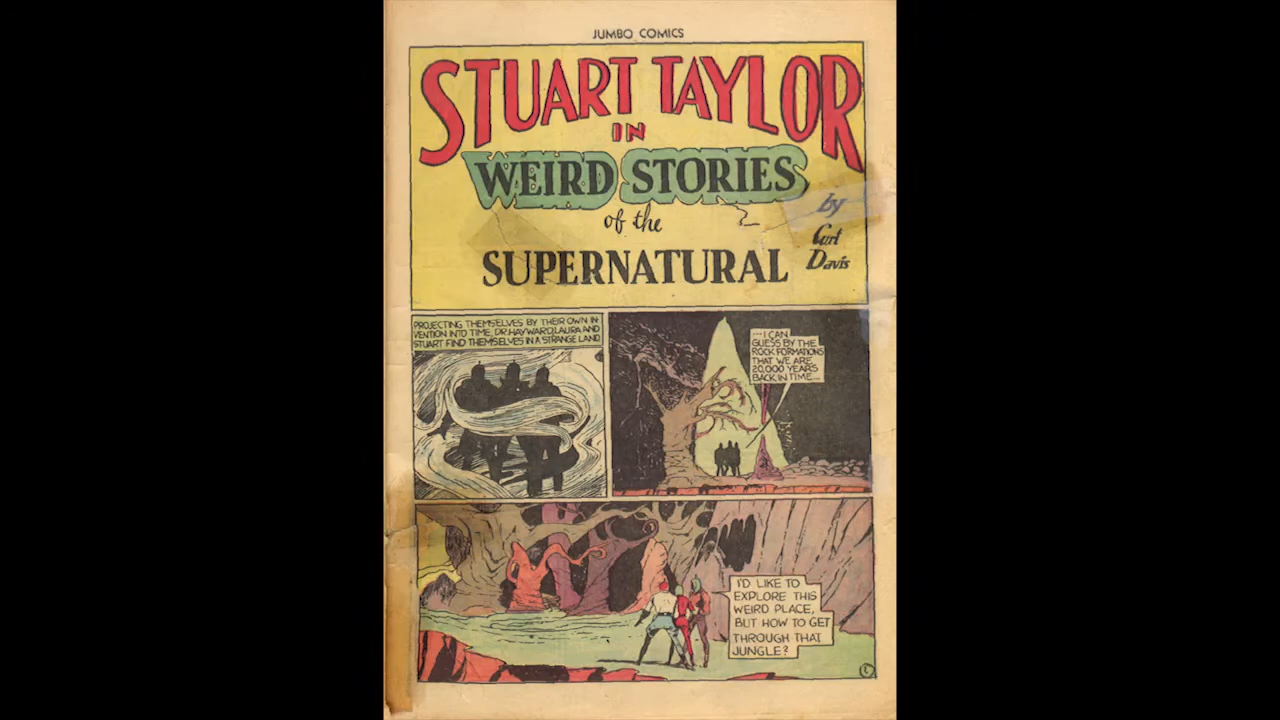 JUMBO COMICS
STUART TAYLOR
IN
WEIRD STORIES
of the
SUPERNATURAL
by
Curt
Davis
PROJECTING THEMSELVES BY THEIR OWN IN-
VENTION INTO TIME, DR. HAYWARD, LAURA AND
STUART FIND THEMSELVES IN A STRANGE LAND
...I CAN
GUESS BY THE
ROCK FORMATIONS
THAT WE ARE
20,000 YEARS
BACK IN TIME...
I'D LIKE TO
EXPLORE THIS
WEIRD PLACE,
BUT HOW TO GET
THROUGH THAT
JUNGLE?
1